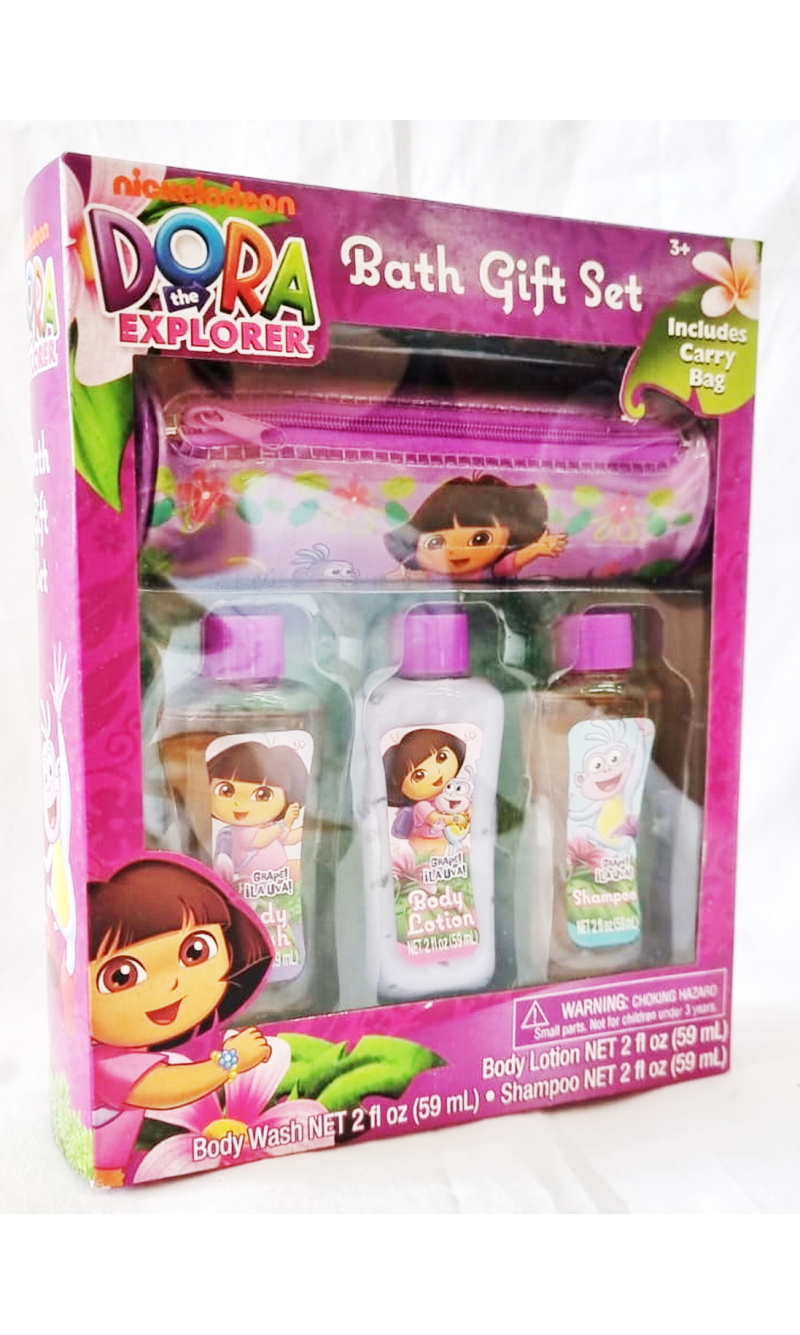 nickelodeon
DORA
the
EXPLORER
Bath Gift Set
3+
Includes
Carry
Bag
GRAPE!
¡LA UVA!
GRAPE!
¡LA UVA!
Body
Lotion
NET 2 fl oz (59 mL)
GRAPE!
¡LA UVA!
Shampoo
NET 2 fl oz (59 mL)
WARNING: CHOKING HAZARD
Small parts. Not for children under 3 years.
Body Lotion NET 2 fl oz (59 mL)
Body Wash NET 2 fl oz (59 mL) • Shampoo NET 2 fl oz (59 mL)